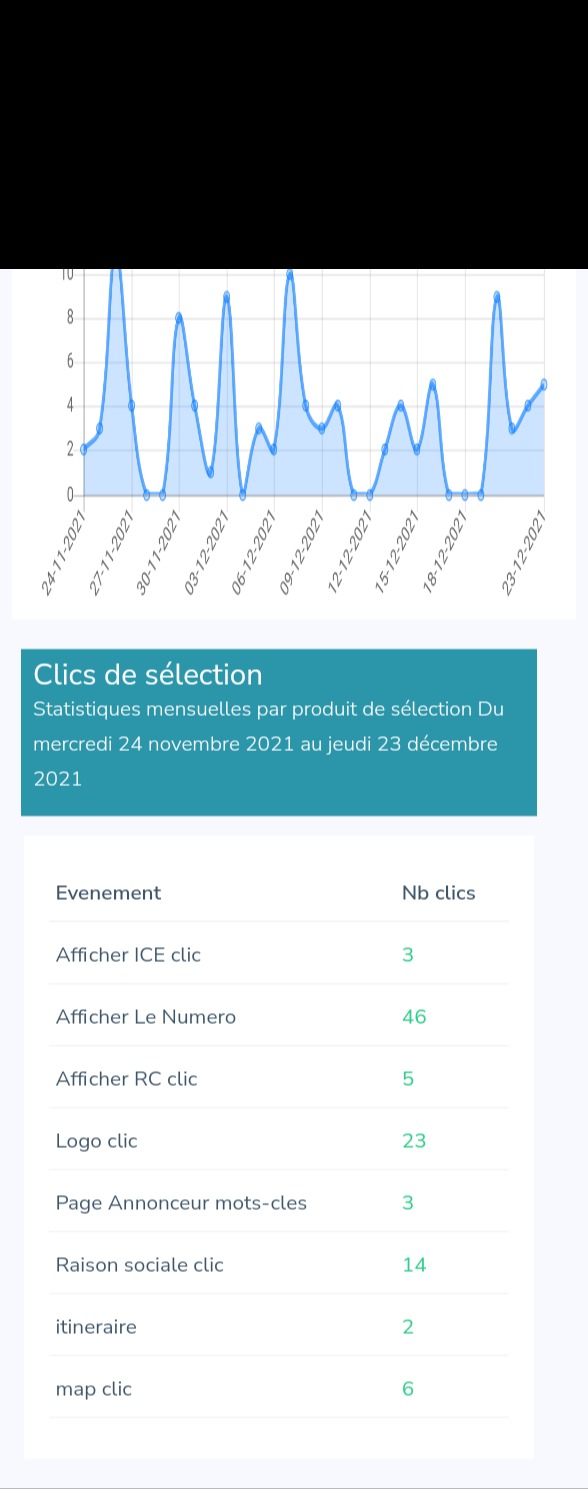 10
8
6
4
2
0
24-11-2021
27-11-2021
30-11-2021
03-12-2021
06-12-2021
09-12-2021
12-12-2021
15-12-2021
18-12-2021
23-12-2021
Clics de sélection
Statistiques mensuelles par produit de sélection Du
mercredi 24 novembre 2021 au jeudi 23 décembre
2021
Evenement Nb clics
Afficher ICE clic 3
Afficher Le Numero 46
Afficher RC clic 5
Logo clic 23
Page Annonceur mots-cles 3
Raison sociale clic 14
itineraire 2
map clic 6